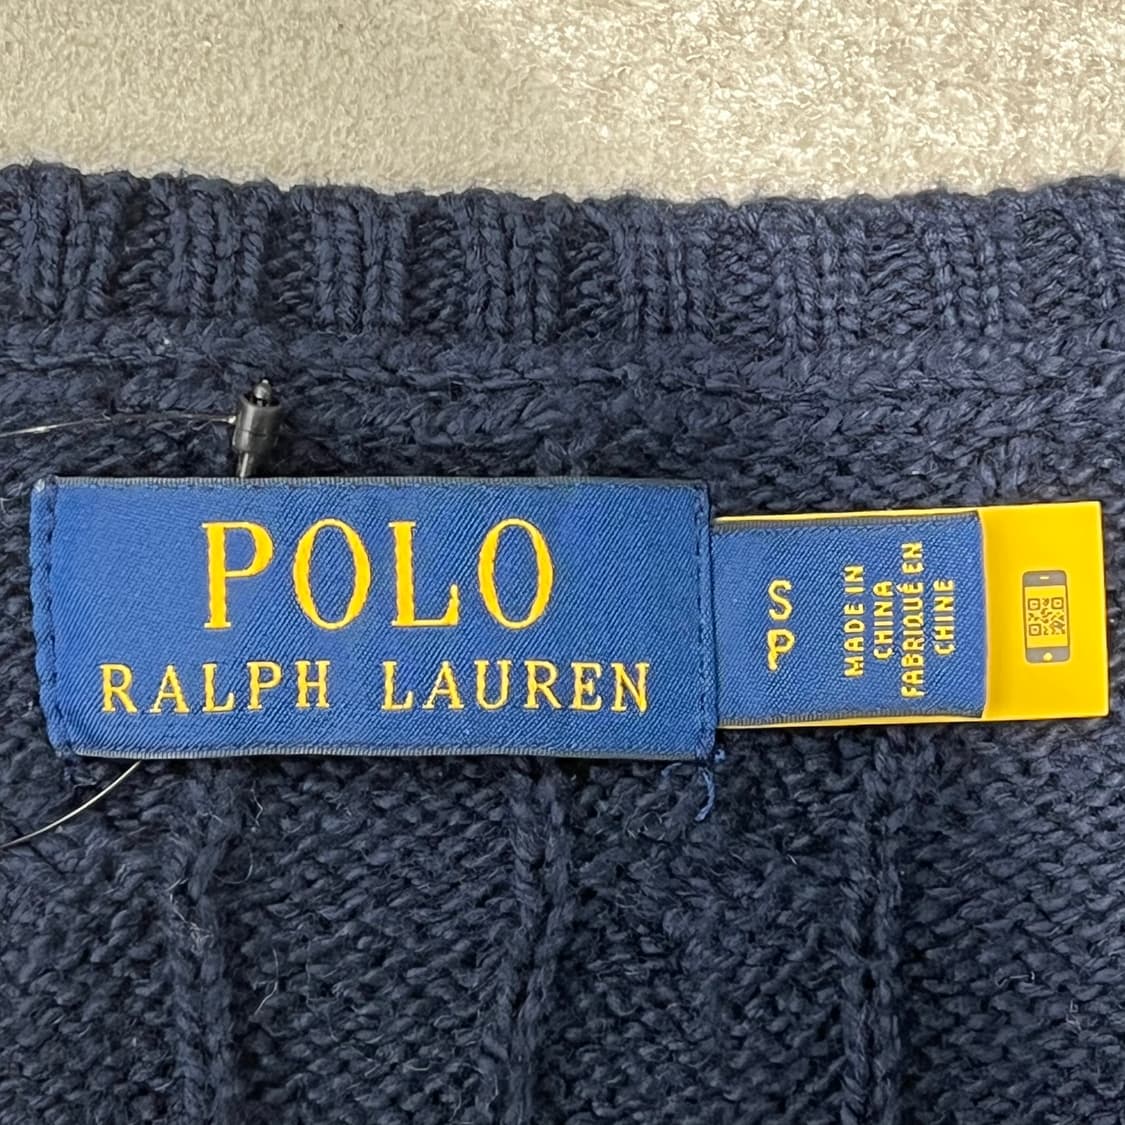 POLO
RALPH LAUREN
S
P
MADE IN
CHINA
FABRIQUÉ EN
CHINE